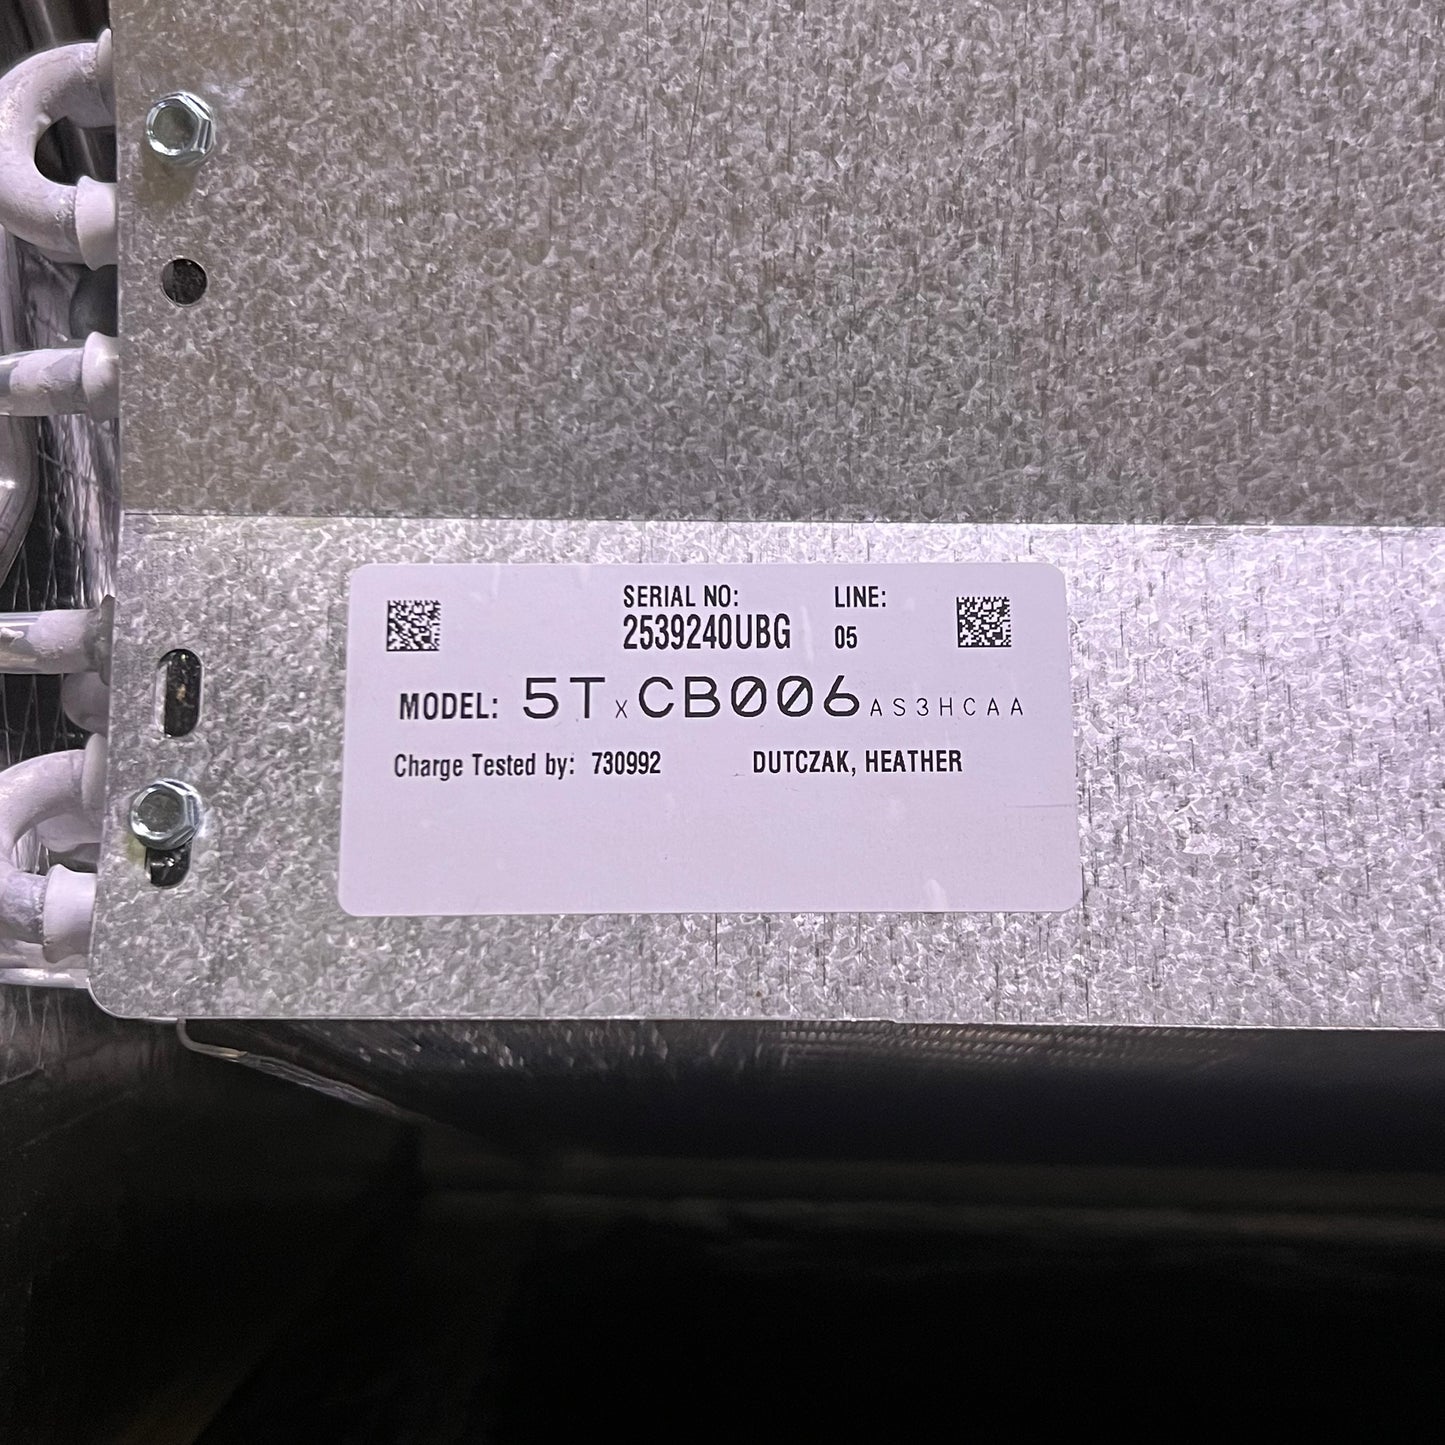 SERIAL NO: LINE:
2539240UBG 05
MODEL: 5TxCB006AS3HCAA
Charge Tested by: 730992 DUTCZAK, HEATHER